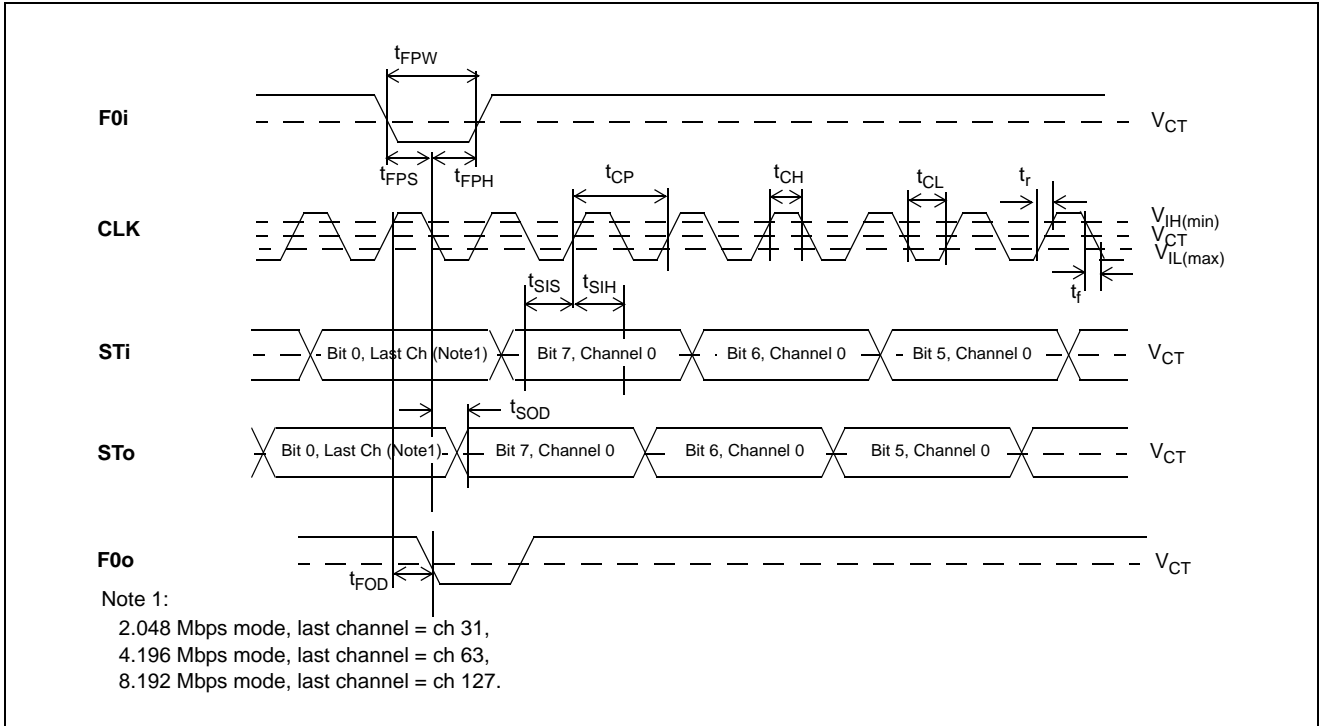 tFPW
F0i
VCT
tFPS
tFPH
tCP
tCH
tCL
tr
CLK
VIH(min)
VCT
VIL(max)
tSIS
tSIH
tf
STi
Bit 0, Last Ch (Note1)
Bit 7, Channel 0
Bit 6, Channel 0
Bit 5, Channel 0
VCT
tSOD
STo
Bit 0, Last Ch (Note1)
Bit 7, Channel 0
Bit 6, Channel 0
Bit 5, Channel 0
VCT
F0o
VCT
tFOD
Note 1:
2.048 Mbps mode, last channel = ch 31,
4.196 Mbps mode, last channel = ch 63,
8.192 Mbps mode, last channel = ch 127.